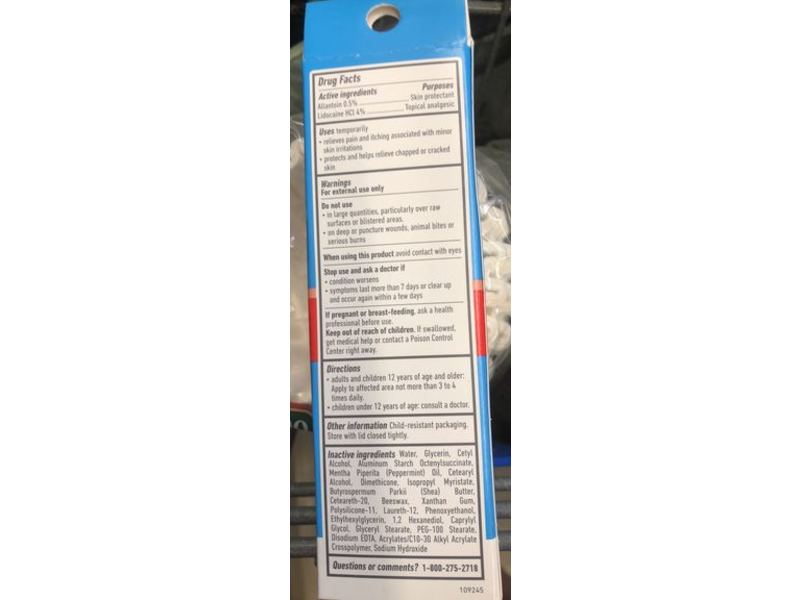 Drug Facts
Active ingredients Purposes
Allantoin 0.5% Skin protectant
Lidocaine HCl 4% Topical analgesic
Uses temporarily
• relieves pain and itching associated with minor
skin irritations
• protects and helps relieve chapped or cracked
skin
Warnings
For external use only
Do not use
• in large quantities, particularly over raw
surfaces or blistered areas.
• on deep or puncture wounds, animal bites or
serious burns
When using this product avoid contact with eyes
Stop use and ask a doctor if
• condition worsens
• symptoms last more than 7 days or clear up
and occur again within a few days
If pregnant or breast-feeding, ask a health
professional before use.
Keep out of reach of children. If swallowed,
get medical help or contact a Poison Control
Center right away.
Directions
• adults and children 12 years of age and older:
Apply to affected area not more than 3 to 4
times daily.
• children under 12 years of age: consult a doctor.
Other information Child-resistant packaging.
Store with lid closed tightly.
Inactive ingredients Water, Glycerin, Cetyl
Alcohol, Aluminum Starch Octenylsuccinate,
Mentha Piperita (Peppermint) Oil, Cetearyl
Alcohol, Dimethicone, Isopropyl Myristate,
Butyrospermum Parkii (Shea) Butter,
Ceteareth-20, Beeswax, Xanthan Gum,
Polysilicone-11, Laureth-12, Phenoxyethanol,
Ethylhexylglycerin, 1,2 Hexanediol, Caprylyl
Glycol, Glyceryl Stearate, PEG-100 Stearate,
Disodium EDTA, Acrylates/C10-30 Alkyl Acrylate
Crosspolymer, Sodium Hydroxide
Questions or comments? 1-800-275-2718
109245